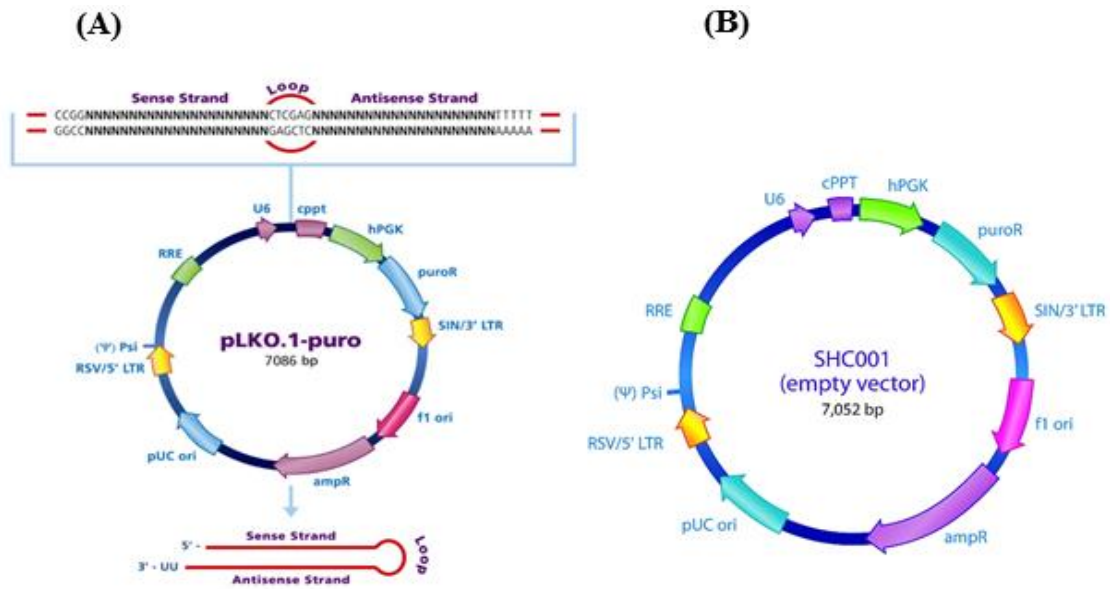 (A)
(B)
Sense Strand
Loop
Antisense Strand
CCGGNNNNNNNNNNNNNNNNNNNNNCTCGAGNNNNNNNNNNNNNNNNNNNNNTTTTT
GGCCNNNNNNNNNNNNNNNNNNNNNGAGCTCNNNNNNNNNNNNNNNNNNNNNAAAAA
U6
cppt
hPGK
puroR
RRE
SIN/3' LTR
(Ψ) Psi
RSV/5' LTR
pLKO.1-puro
7086 bp
f1 ori
pUC ori
ampR
5' -
Sense Strand
Loop
3' - UU
Antisense Strand
U6
cPPT
hPGK
puroR
RRE
SIN/3' LTR
SHC001
(empty vector)
7,052 bp
(Ψ) Psi
RSV/5' LTR
f1 ori
pUC ori
ampR